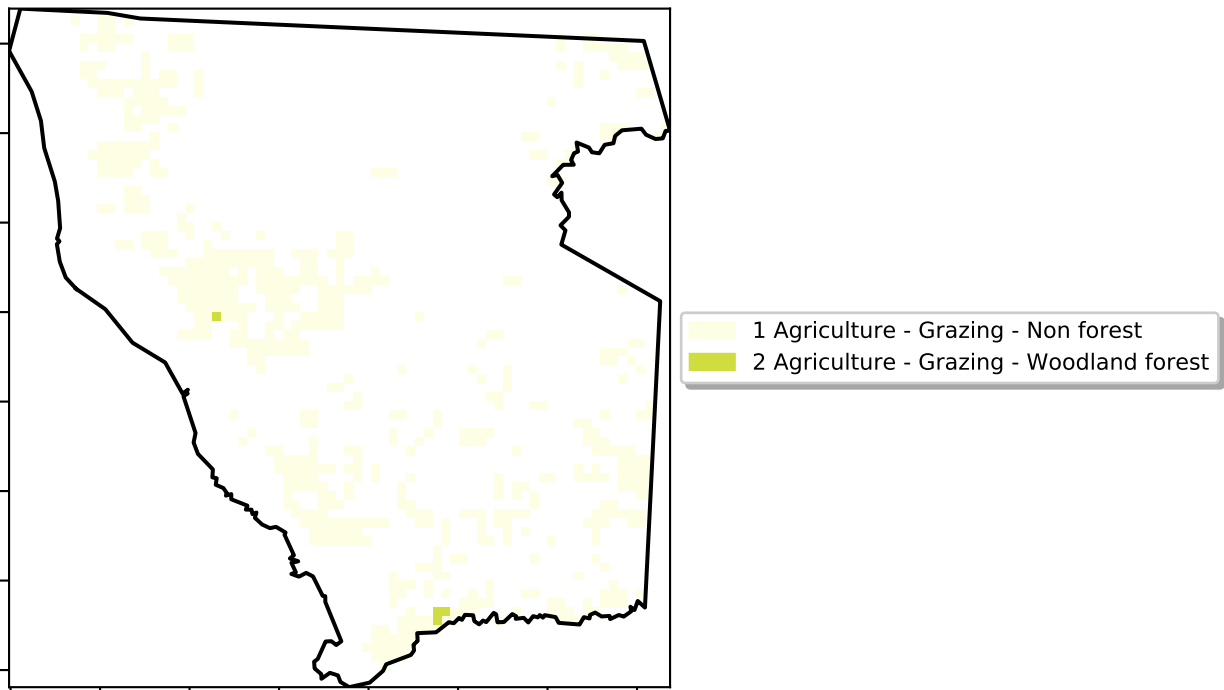 1 Agriculture - Grazing - Non forest
2 Agriculture - Grazing - Woodland forest